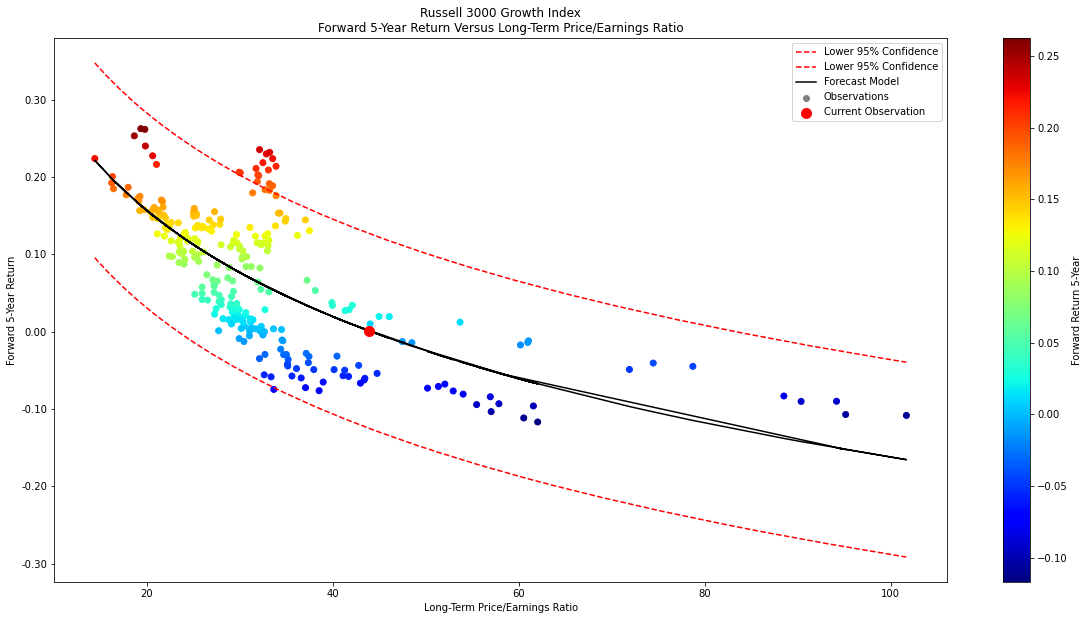 Russell 3000 Growth Index
Forward 5-Year Return Versus Long-Term Price/Earnings Ratio
Lower 95% Confidence
Lower 95% Confidence
Forecast Model
Observations
Current Observation
Forward 5-Year Return
0.30
0.20
0.10
0.00
-0.10
-0.20
-0.30
20
40
60
80
100
Long-Term Price/Earnings Ratio
0.25
0.20
0.15
0.10
0.05
0.00
−0.05
−0.10
Forward Return 5-Year